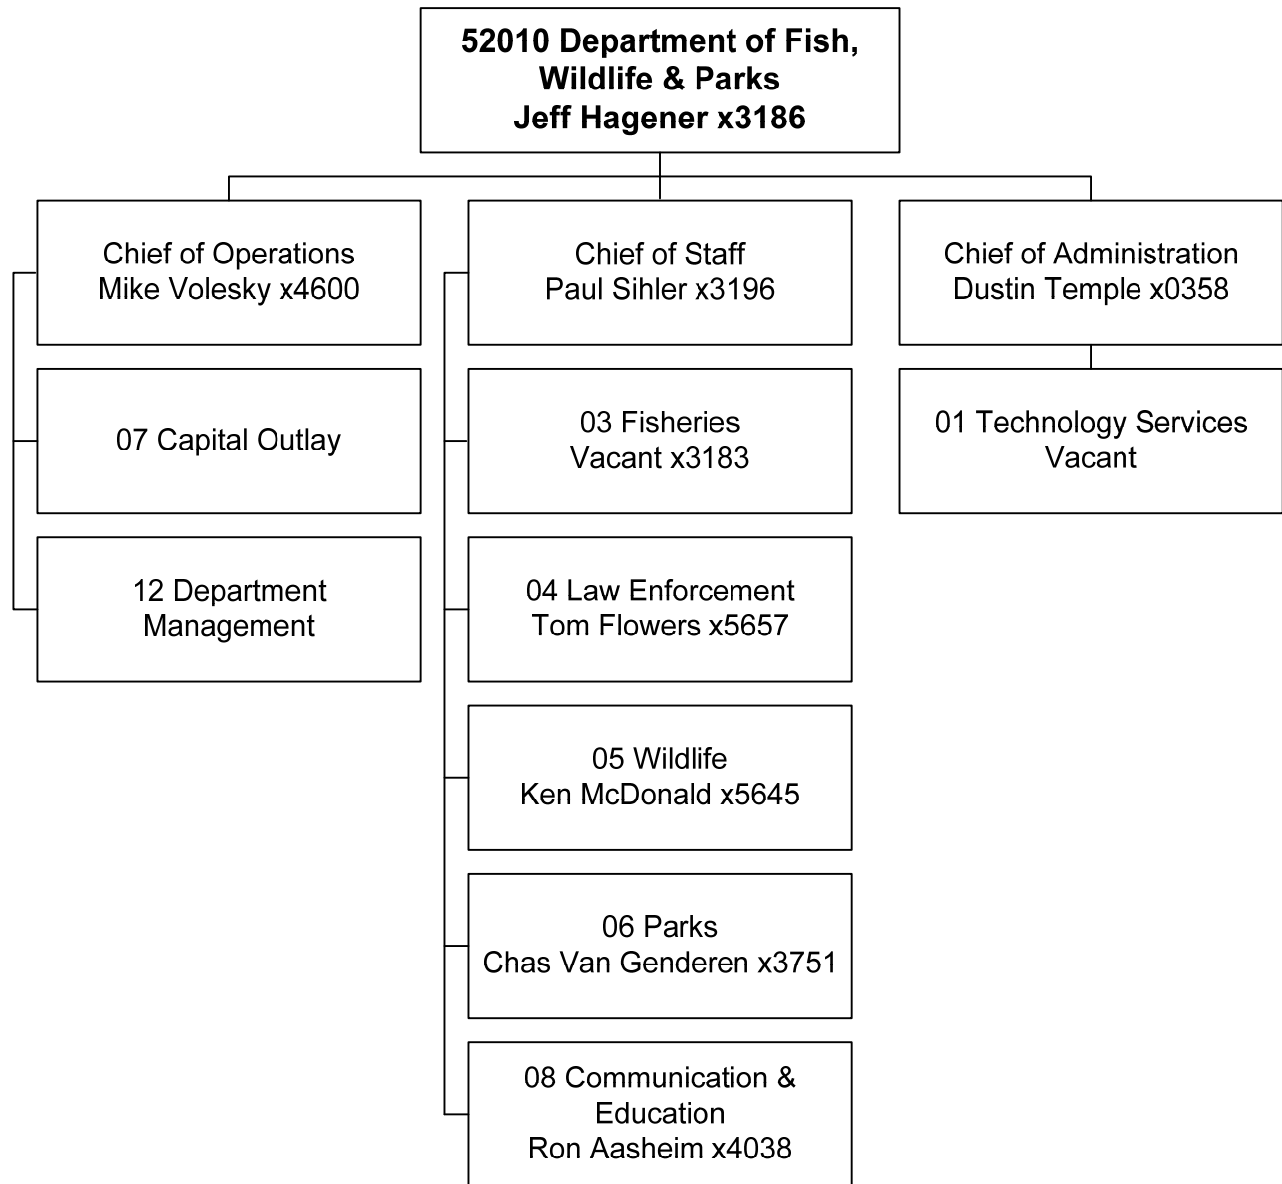 52010 Department of Fish,
Wildlife & Parks
Jeff Hagener x3186
Chief of Operations
Mike Volesky x4600
Chief of Staff
Paul Sihler x3196
Chief of Administration
Dustin Temple x0358
07 Capital Outlay
03 Fisheries
Vacant x3183
01 Technology Services
Vacant
12 Department
Management
04 Law Enforcement
Tom Flowers x5657
05 Wildlife
Ken McDonald x5645
06 Parks
Chas Van Genderen x3751
08 Communication &
Education
Ron Aasheim x4038